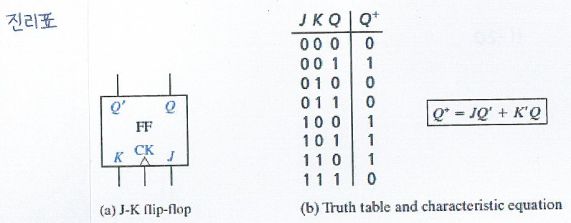 진리표
J K Q Q⁺
0 0 0 0
0 0 1 1
0 1 0 0
0 1 1 0
1 0 0 1
1 0 1 1
1 1 0 1
1 1 1 0
Q' Q
FF
K CK J
Q⁺ = JQ' + K'Q
(a) J-K flip-flop
(b) Truth table and characteristic equation